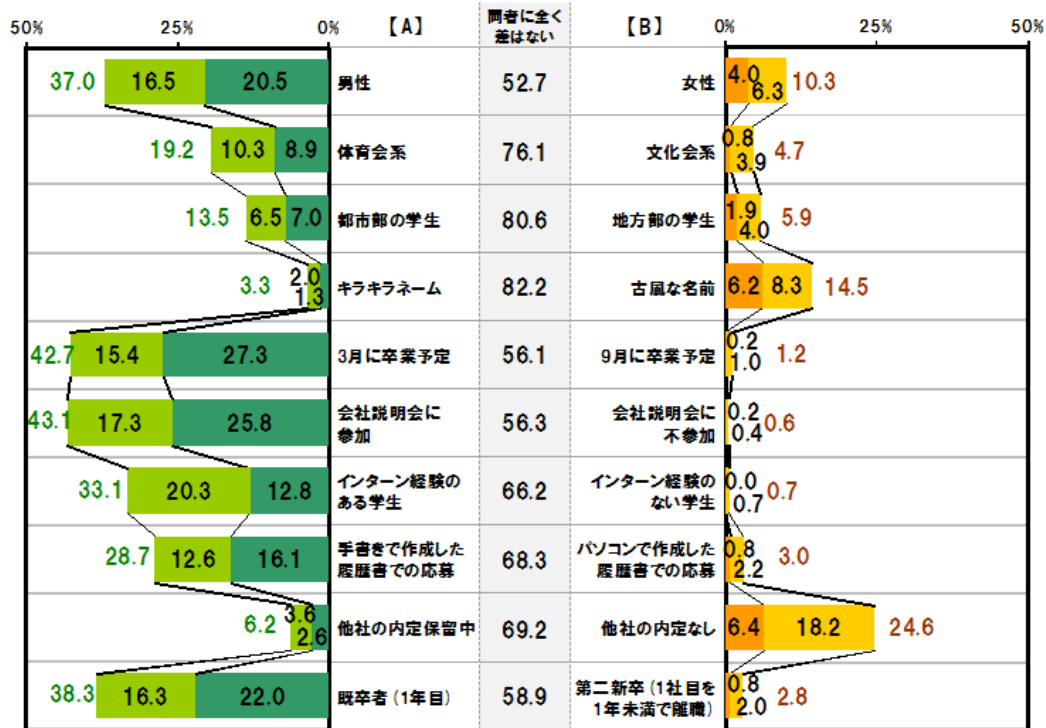 50% 25% 0% 【A】 両者に全く 【B】 0% 25% 50%
差はない
37.0 16.5 20.5 男性 52.7 女性 4.0 6.3 10.3
19.2 10.3 8.9 体育会系 76.1 文化会系 0.8 3.9 4.7
13.5 6.5 7.0 都市部の学生 80.6 地方部の学生 1.9 4.0 5.9
3.3 2.0 1.3 キラキラネーム 82.2 古風な名前 6.2 8.3 14.5
42.7 15.4 27.3 3月に卒業予定 56.1 9月に卒業予定 0.2 1.0 1.2
43.1 17.3 25.8 会社説明会に 56.3 会社説明会に 0.2 0.4 0.6
参加 不参加
33.1 20.3 12.8 インターン経験の 66.2 インターン経験の 0.0 0.7 0.7
ある学生 ない学生
28.7 12.6 16.1 手書きで作成した 68.3 パソコンで作成した 0.8 2.2 3.0
履歴書での応募 履歴書での応募
6.2 3.6 2.6 他社の内定保留中 69.2 他社の内定なし 6.4 18.2 24.6
38.3 16.3 22.0 既卒者(1年目) 58.9 第二新卒(1社目を 0.8 2.0 2.8
1年未満で離職)